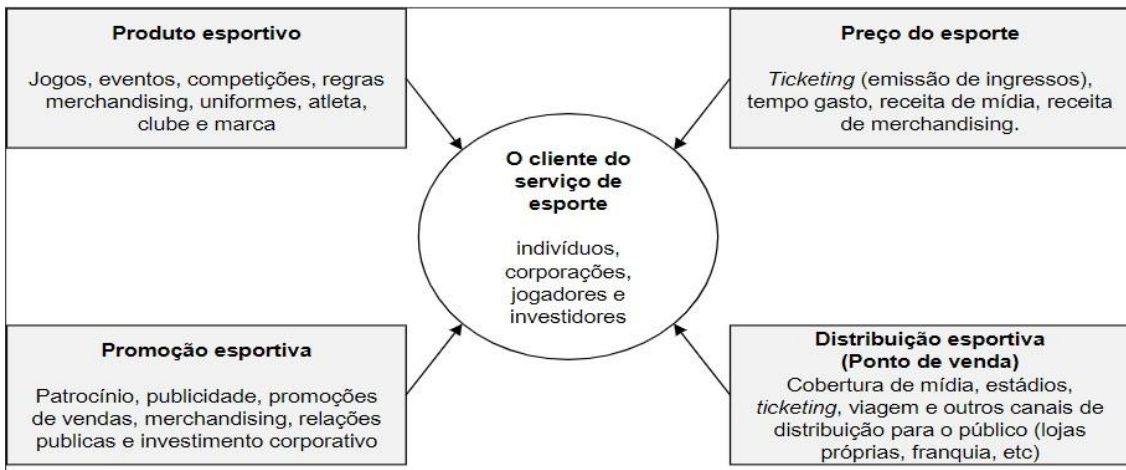 Produto esportivo
Jogos, eventos, competições, regras
merchandising, uniformes, atleta,
clube e marca
Preço do esporte
Ticketing (emissão de ingressos),
tempo gasto, receita de mídia, receita
de merchandising.
O cliente do
serviço de
esporte
indivíduos,
corporações,
jogadores e
investidores
Promoção esportiva
Patrocínio, publicidade, promoções
de vendas, merchandising, relações
publicas e investimento corporativo
Distribuição esportiva
(Ponto de venda)
Cobertura de mídia, estádios,
ticketing, viagem e outros canais de
distribuição para o público (lojas
próprias, franquia, etc)